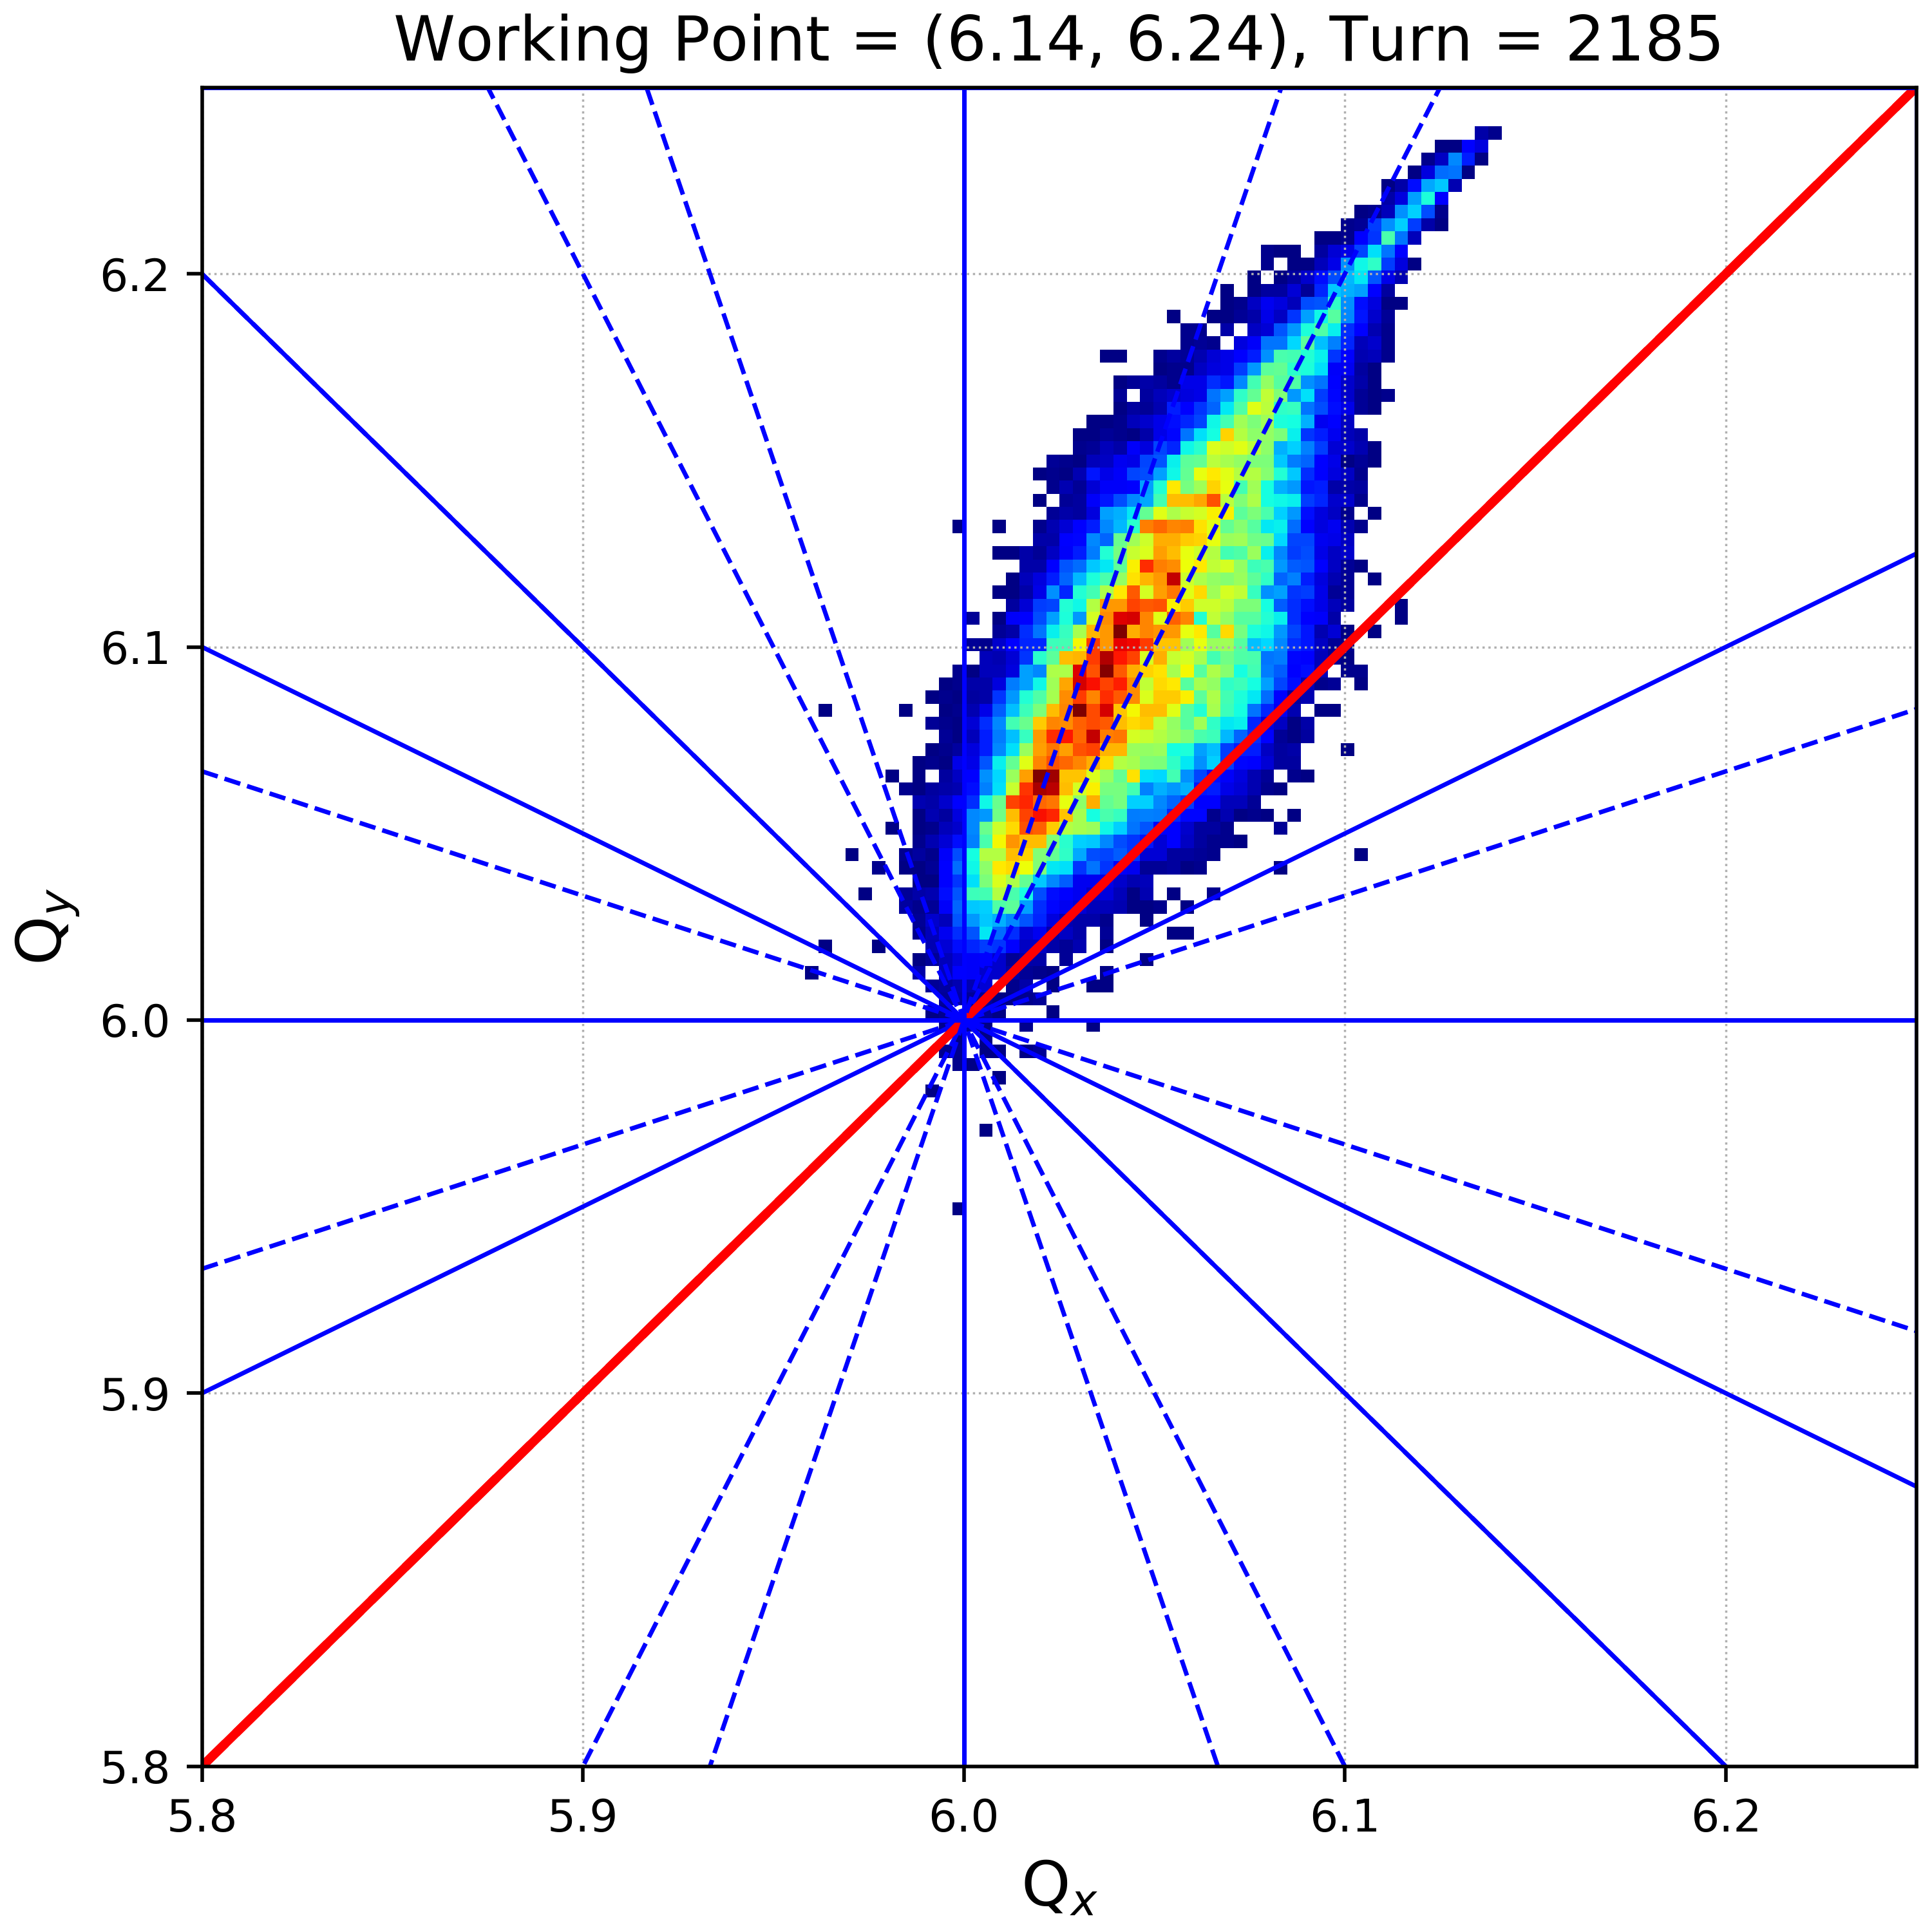 Working Point = (6.14, 6.24), Turn = 2185
6.2
6.1
6.0
5.9
5.8
Qy
5.8 5.9 6.0 6.1 6.2
Qx